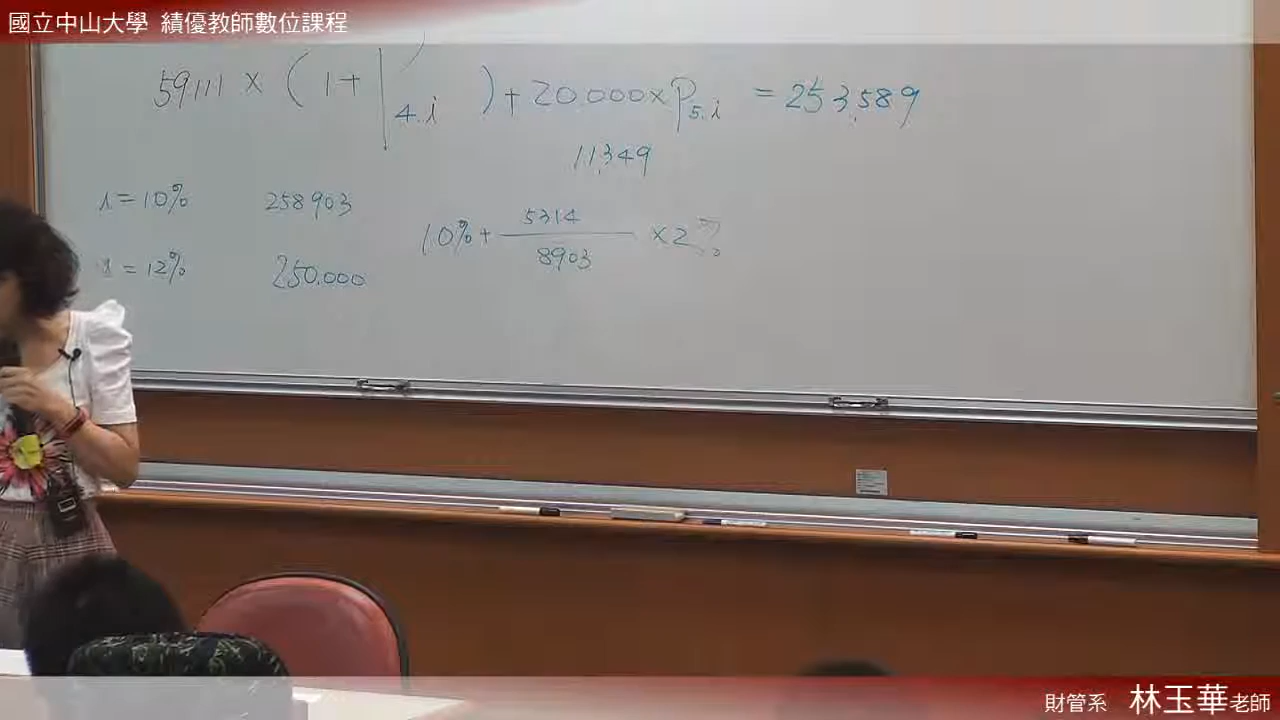 國立中山大學 績優教師數位課程
59111 × ( 1+ P4.i ) + 20.000×P5.i = 253,589
11,349
i = 10% 258903
10% + 5314/8903 × 2%
i = 12% 250.000
財管系 林玉華老師